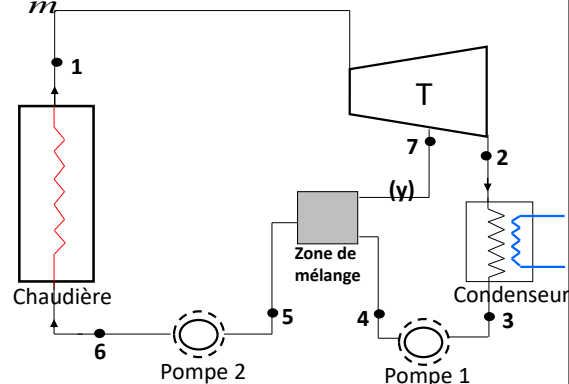 m
1
T
7
2
(y)
Zone de
mélange
Chaudière
Condenseur
5
4
3
6
Pompe 2
Pompe 1